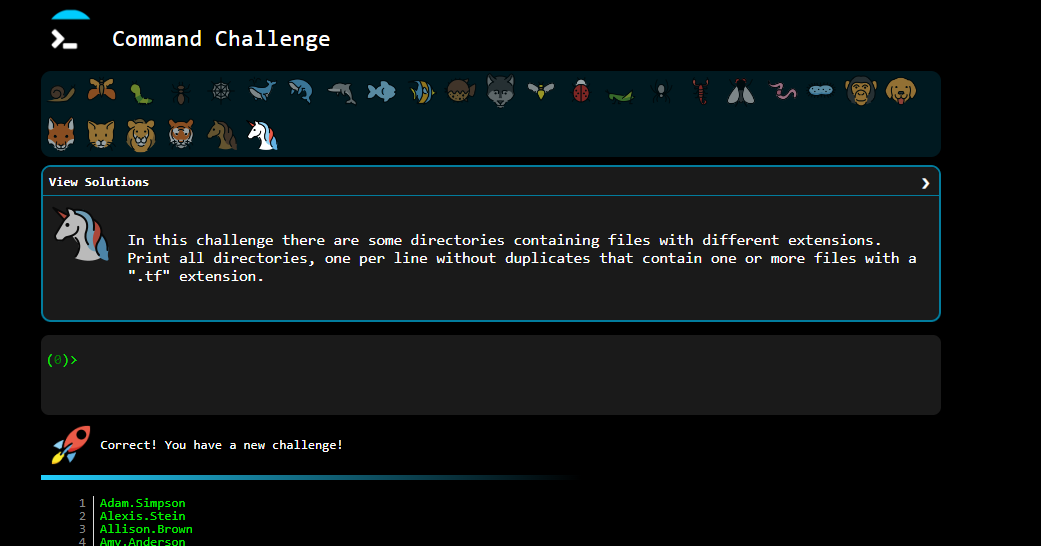 Command Challenge
View Solutions
In this challenge there are some directories containing files with different extensions.
Print all directories, one per line without duplicates that contain one or more files with a
".tf" extension.
(0)>
Correct! You have a new challenge!
1 Adam.Simpson
2 Alexis.Stein
3 Allison.Brown
4 Amy.Anderson